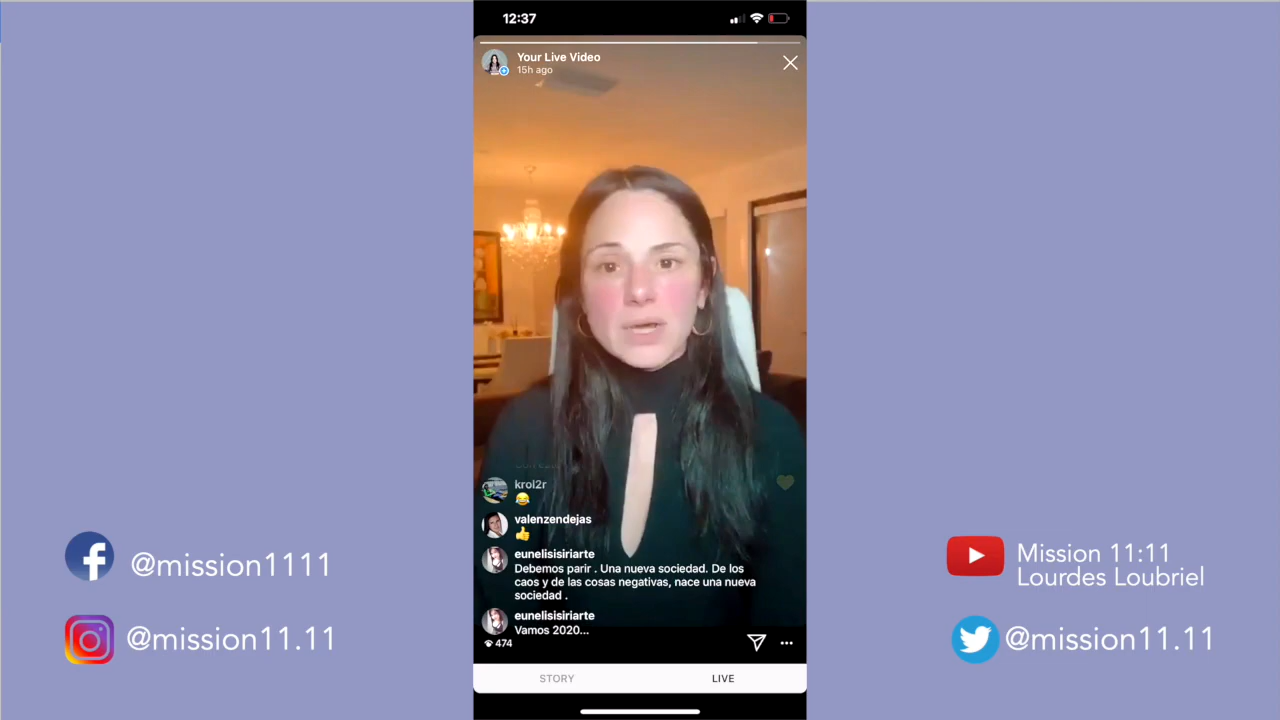 12:37
Your Live Video
15h ago
krol2r
😂
valenzendejas
👍
eunelisisiriarte
Debemos parir . Una nueva sociedad. De los
caos y de las cosas negativas, nace una nueva
sociedad .
eunelisisiriarte
Vamos 2020...
474
STORY
LIVE
@mission1111
@mission11.11
Mission 11:11
Lourdes Loubriel
@mission11.11